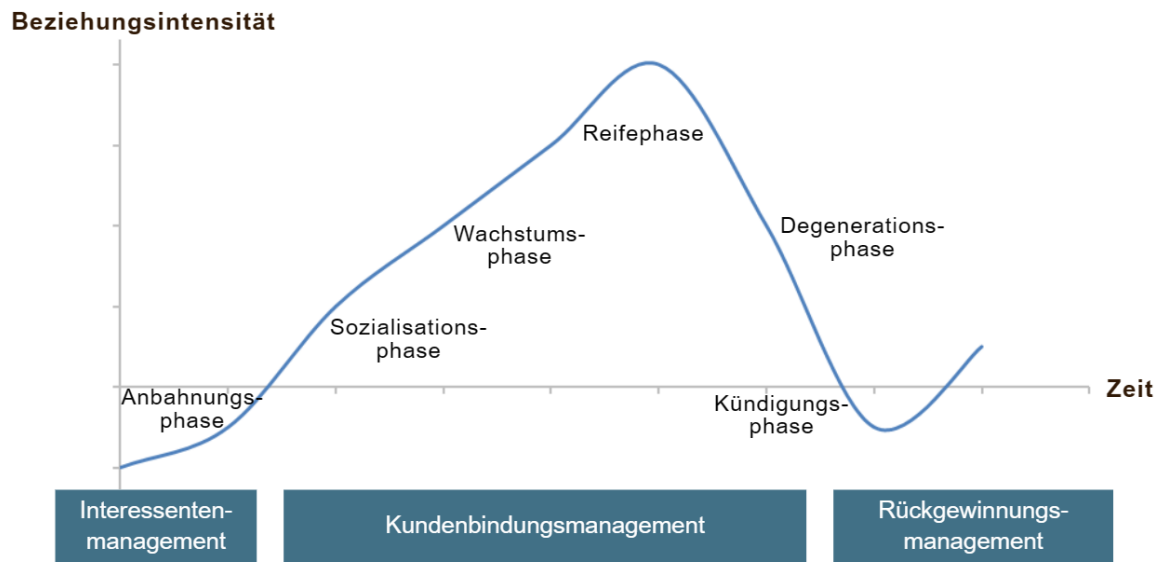 Beziehungsintensität
Reifephase
Wachstums-
phase
Degenerations-
phase
Sozialisations-
phase
Anbahnungs-
phase
Kündigungs-
phase
Zeit
Interessenten-
management
Kundenbindungsmanagement
Rückgewinnungs-
management